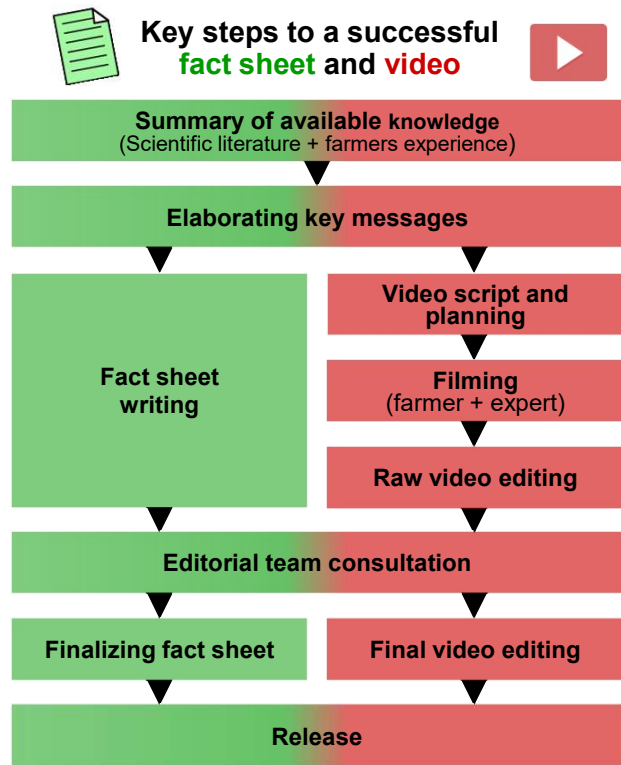 Key steps to a successful
fact sheet and video
Summary of available knowledge
(Scientific literature + farmers experience)
Elaborating key messages
Fact sheet
writing
Video script and
planning
Filming
(farmer + expert)
Raw video editing
Editorial team consultation
Finalizing fact sheet
Final video editing
Release